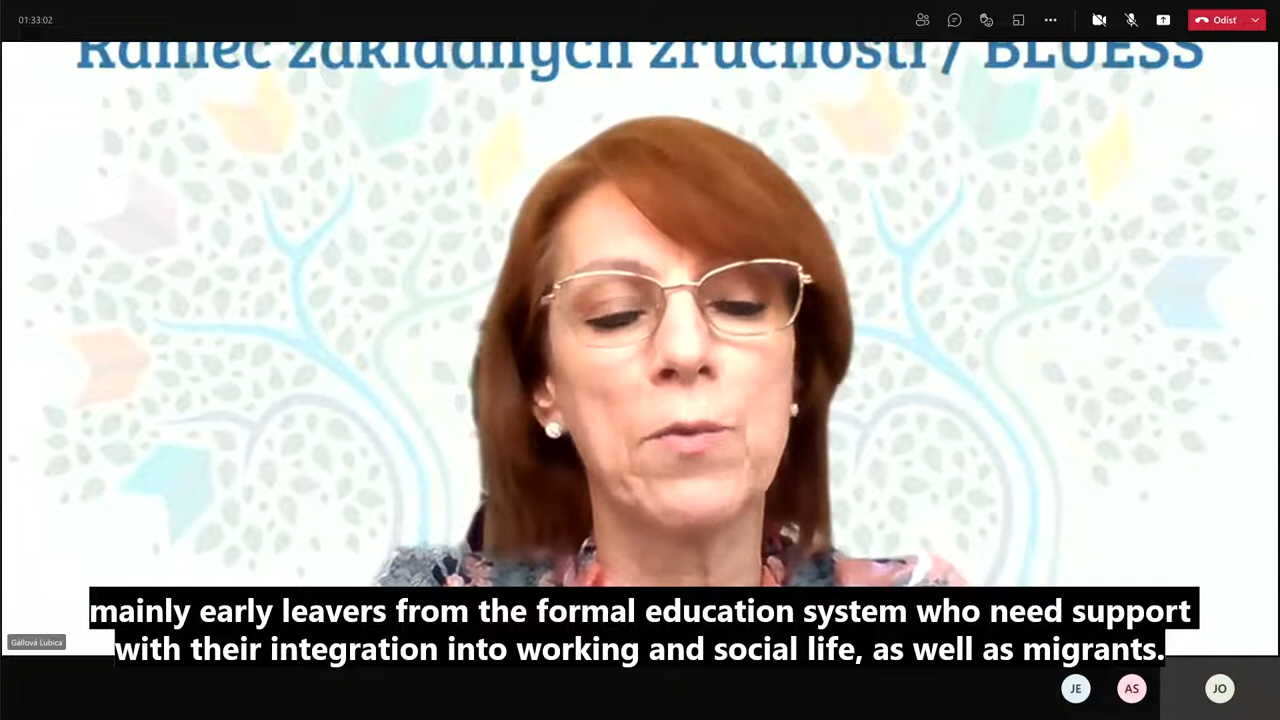 01:33:02
Odísť
Rámec základných zručností / BLUESS
mainly early leavers from the formal education system who need support
with their integration into working and social life, as well as migrants.
Gállová Ľubica
JE
AS
JO